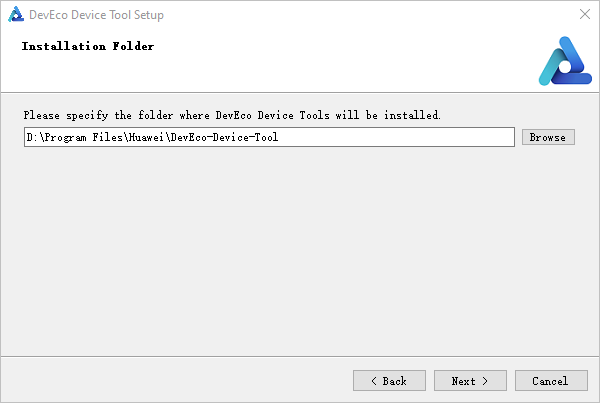 DevEco Device Tool Setup
Installation Folder
Please specify the folder where DevEco Device Tools will be installed.
D:\Program Files\Huawei\DevEco-Device-Tool
Browse
< Back
Next >
Cancel